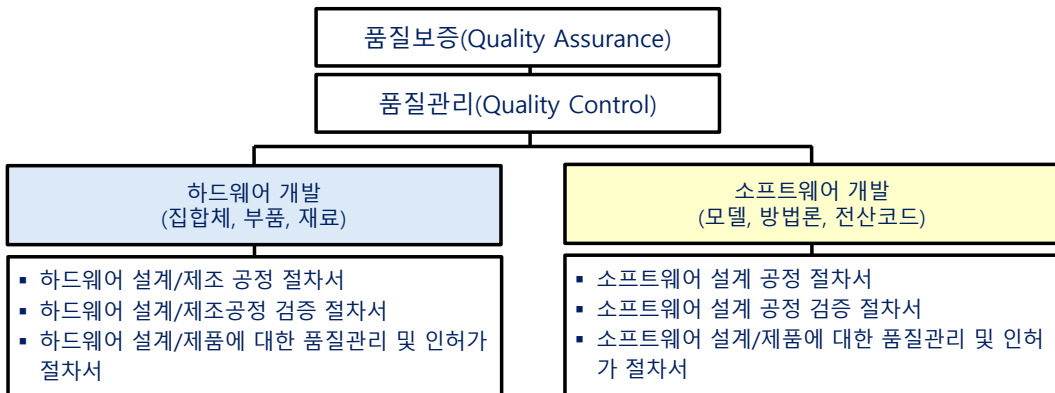 품질보증(Quality Assurance)
품질관리(Quality Control)
하드웨어 개발
(집합체, 부품, 재료)
▪ 하드웨어 설계/제조 공정 절차서
▪ 하드웨어 설계/제조공정 검증 절차서
▪ 하드웨어 설계/제품에 대한 품질관리 및 인허가
절차서
소프트웨어 개발
(모델, 방법론, 전산코드)
▪ 소프트웨어 설계 공정 절차서
▪ 소프트웨어 설계 공정 검증 절차서
▪ 소프트웨어 설계/제품에 대한 품질관리 및 인허
가 절차서